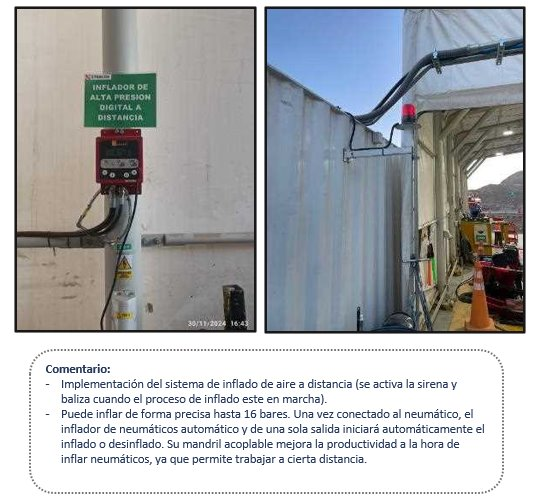 INFLADOR DE
ALTA PRESION
DIGITAL A
DISTANCIA
30/11/2024 16:43
Comentario:
- Implementación del sistema de inflado de aire a distancia (se activa la sirena y
baliza cuando el proceso de inflado este en marcha).
- Puede inflar de forma precisa hasta 16 bares. Una vez conectado al neumático, el
inflador de neumáticos automático y de una sola salida iniciará automáticamente el
inflado o desinflado. Su mandril acoplable mejora la productividad a la hora de
inflar neumáticos, ya que permite trabajar a cierta distancia.